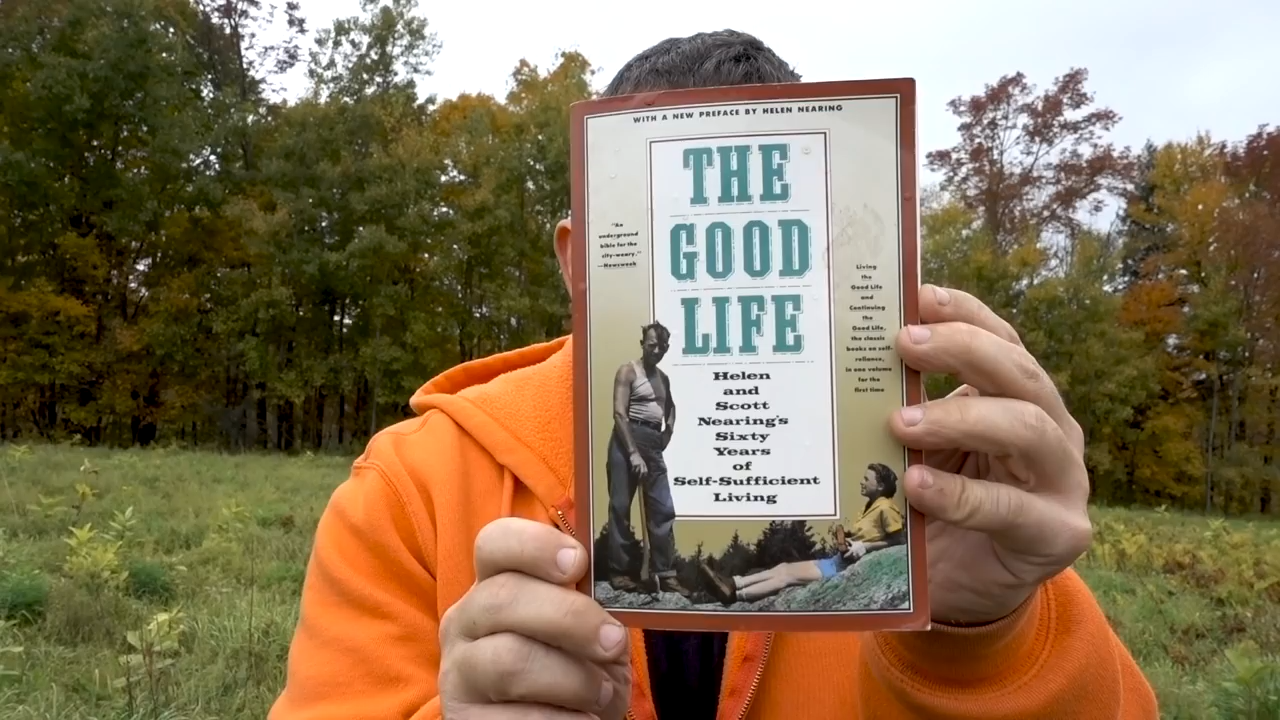 WITH A NEW PREFACE BY HELEN NEARING
THE
GOOD
LIFE
"An
underground
bible for the
city-weary."
—Newsweek
Helen
and
Scott
Nearing's
Sixty
Years
of
Self-Sufficient
Living
Living
the
Good Life
and
Continuing
the
Good Life,
the classic
books on self-
reliance,
in one volume
for the
first time